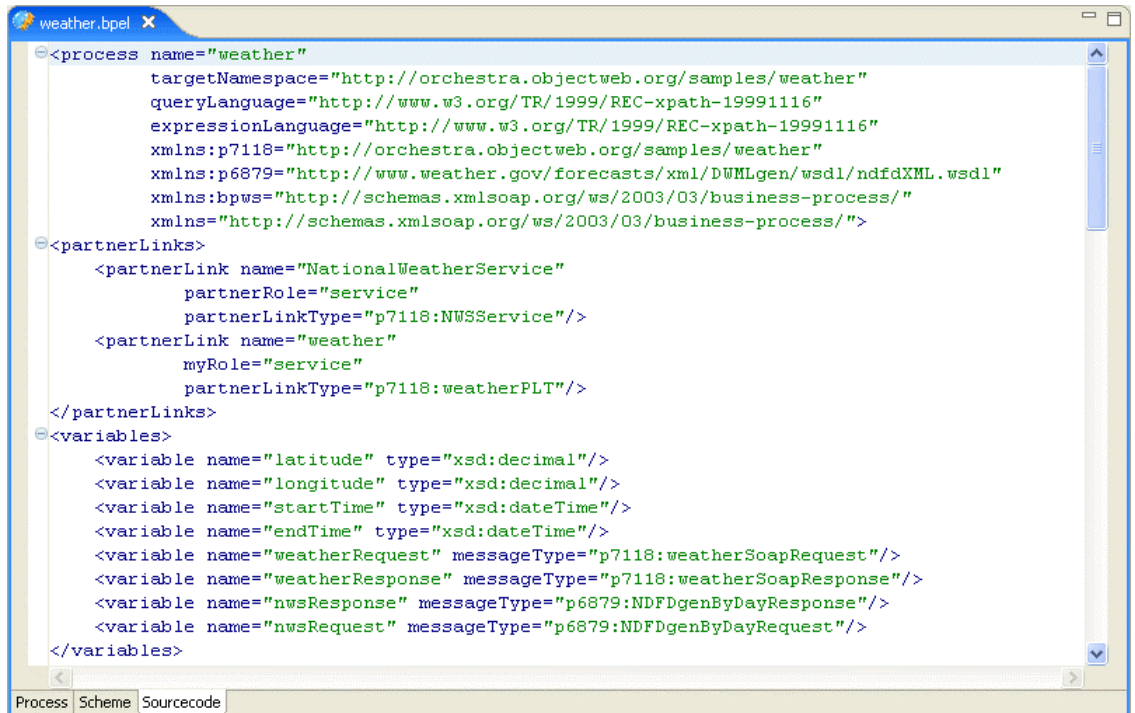 weather.bpel
<process name="weather"
targetNamespace="http://orchestra.objectweb.org/samples/weather"
queryLanguage="http://www.w3.org/TR/1999/REC-xpath-19991116"
expressionLanguage="http://www.w3.org/TR/1999/REC-xpath-19991116"
xmlns:p7118="http://orchestra.objectweb.org/samples/weather"
xmlns:p6879="http://www.weather.gov/forecasts/xml/DWMLgen/wsdl/ndfdXML.wsdl"
xmlns:bpws="http://schemas.xmlsoap.org/ws/2003/03/business-process/"
xmlns="http://schemas.xmlsoap.org/ws/2003/03/business-process/">
<partnerLinks>
<partnerLink name="NationalWeatherService"
partnerRole="service"
partnerLinkType="p7118:NWSService"/>
<partnerLink name="weather"
myRole="service"
partnerLinkType="p7118:weatherPLT"/>
</partnerLinks>
<variables>
<variable name="latitude" type="xsd:decimal"/>
<variable name="longitude" type="xsd:decimal"/>
<variable name="startTime" type="xsd:dateTime"/>
<variable name="endTime" type="xsd:dateTime"/>
<variable name="weatherRequest" messageType="p7118:weatherSoapRequest"/>
<variable name="weatherResponse" messageType="p7118:weatherSoapResponse"/>
<variable name="nwsResponse" messageType="p6879:NDFDgenByDayResponse"/>
<variable name="nwsRequest" messageType="p6879:NDFDgenByDayRequest"/>
</variables>
Process Scheme Sourcecode